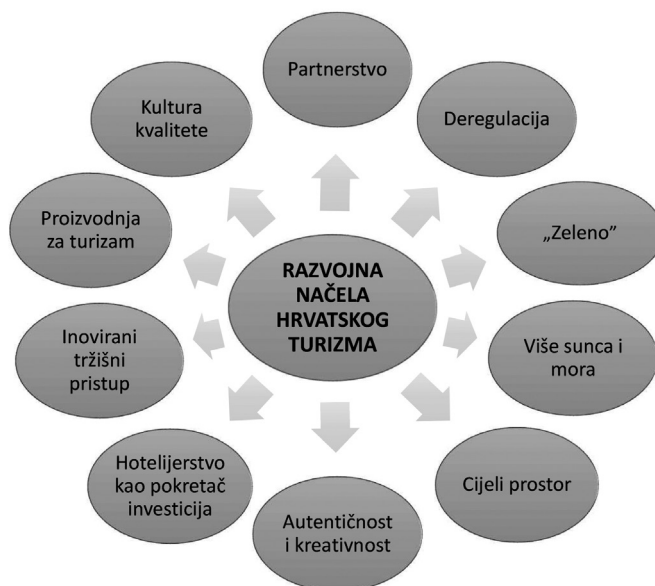 Partnerstvo
Deregulacija
„Zeleno”
Više sunca i
mora
Cijeli prostor
Autentičnost
i kreativnost
Hotelijerstvo
kao pokretač
investicija
Inovirani
tržišni
pristup
Proizvodnja
za turizam
Kultura
kvalitete
RAZVOJNA
NAČELA
HRVATSKOG
TURIZMA